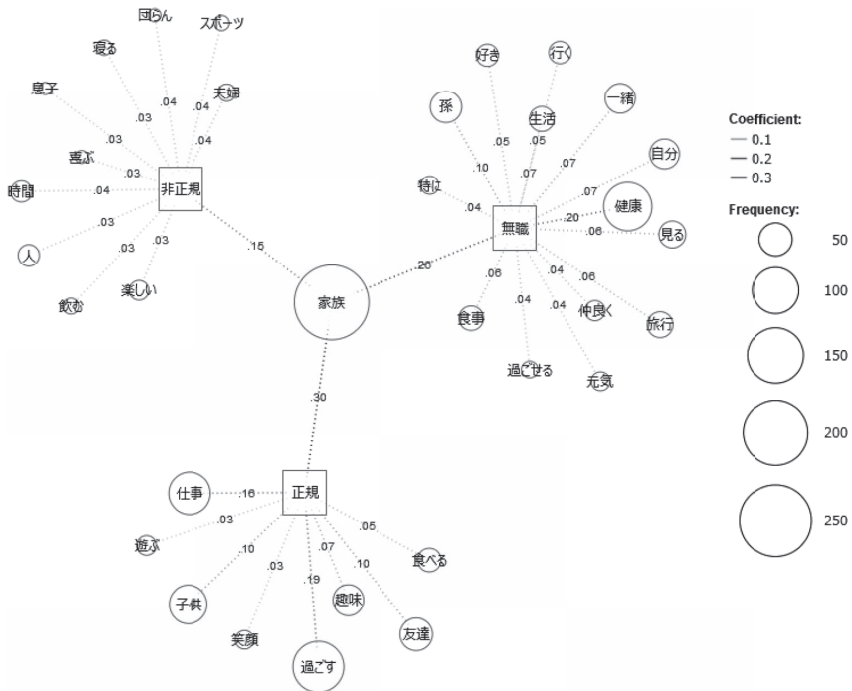 団らん
スポーツ
寝る
.04
息子
.04
夫婦
.03
.03
.04
喜ぶ
.03
時間
.04
非正規
.03
.03
.03
人
飲む
楽しい
.15
家族
好き
行く
孫
一緒
生活
.05
.05
.10
.07
.07
自分
特に
.07
.04
無職
.20
健康
.06
見る
.20
.06
.04
.06
食事
.04
.04
仲良く
旅行
過ごせる
元気
.30
仕事
.16
正規
.03
.05
遊ぶ
.10
.07
.10
食べる
.03
.19
子供
趣味
笑顔
友達
過ごす
Coefficient:
0.1
0.2
0.3
Frequency:
50
100
150
200
250